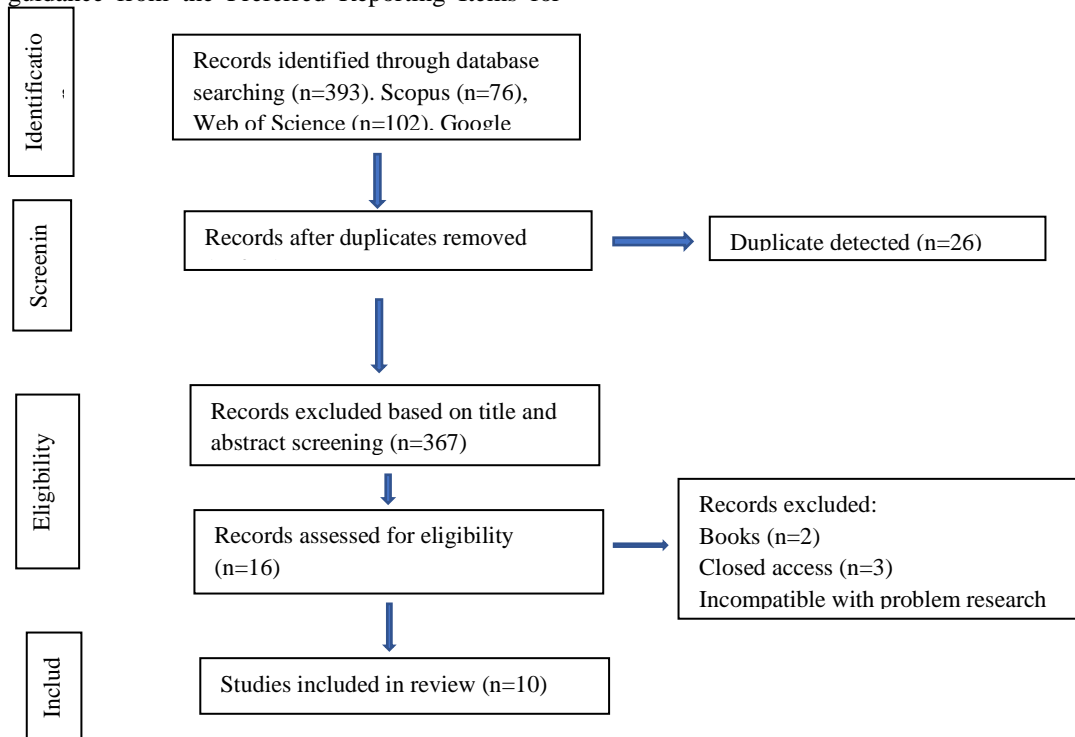 guidance from the Preferred Reporting Items for
Identificatio
Records identified through database
searching (n=393). Scopus (n=76),
Web of Science (n=102). Google
Screenin
Records after duplicates removed
Duplicate detected (n=26)
Eligibility
Records excluded based on title and
abstract screening (n=367)
Records assessed for eligibility
(n=16)
Records excluded:
Books (n=2)
Closed access (n=3)
Incompatible with problem research
Includ
Studies included in review (n=10)